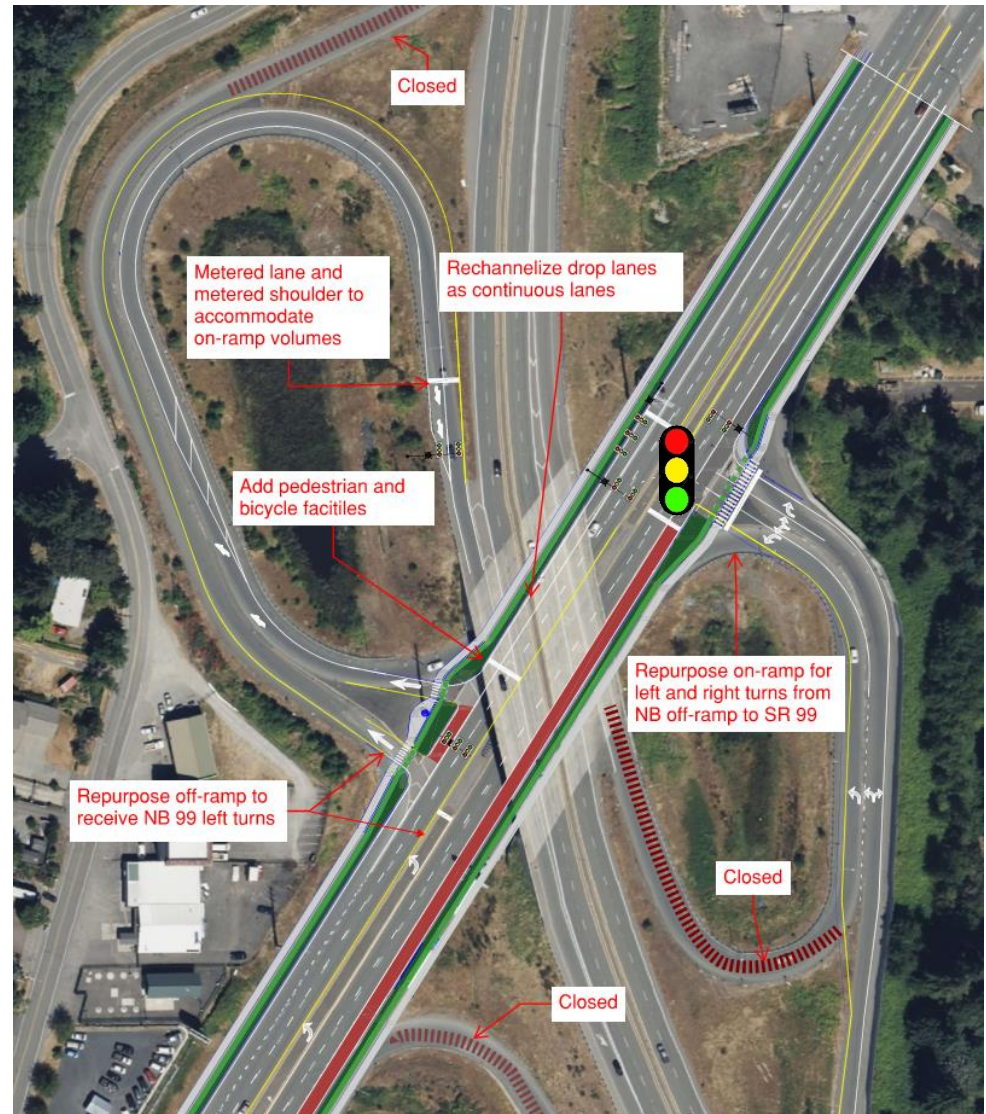 Closed
Metered lane and
metered shoulder to
accommodate
on-ramp volumes
Rechannelize drop lanes
as continuous lanes
Add pedestrian and
bicycle facitiles
Repurpose on-ramp for
left and right turns from
NB off-ramp to SR 99
Repurpose off-ramp to
receive NB 99 left turns
Closed
Closed